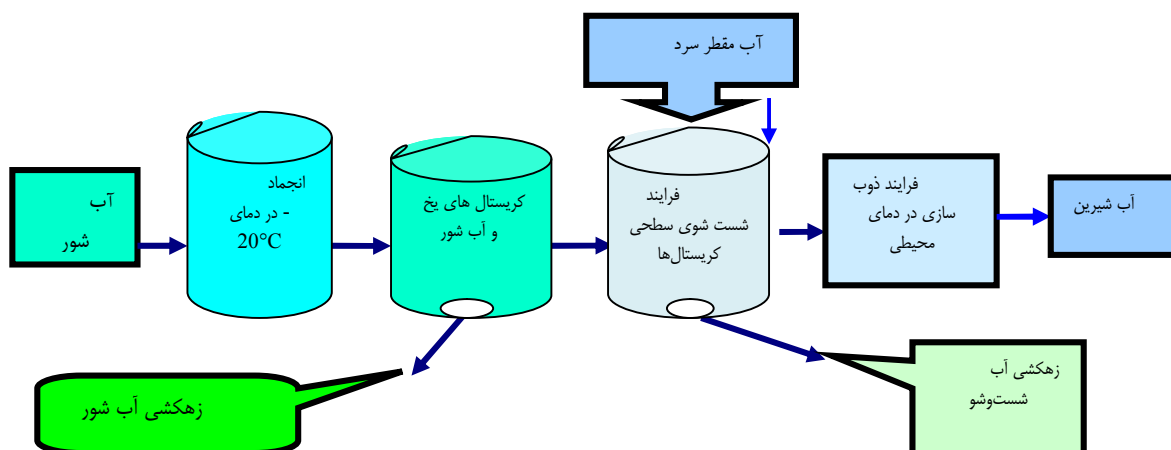 آب مقطر سرد
آب
شور
انجماد
در دمای -
20°C
کریستال های یخ
و آب شور
فرایند
شست شوی سطحی
کریستال‌ها
فرایند ذوب
سازی در دمای
محیطی
آب شیرین
زهکشی آب شور
زهکشی آب
شست‌وشو